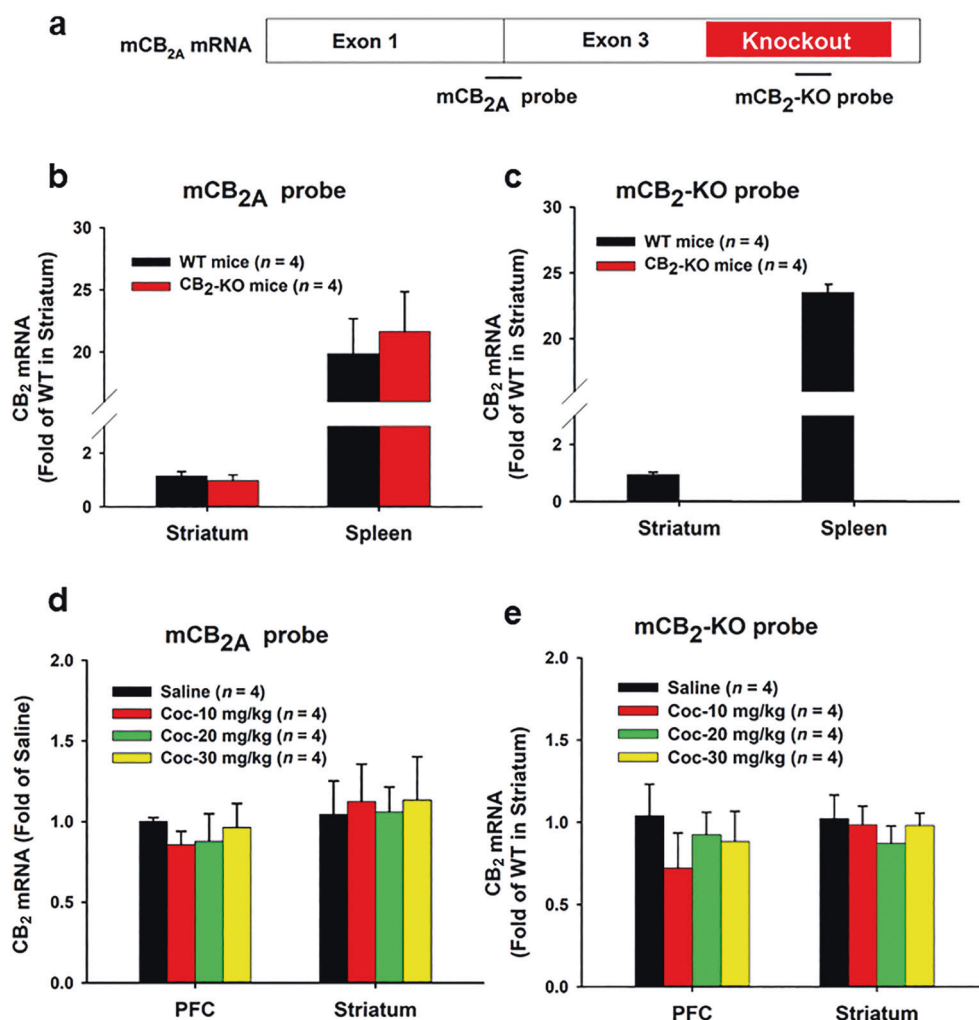 a
mCB2A mRNA
Exon 1
Exon 3
Knockout
mCB2A probe
mCB2-KO probe
b
mCB2A probe
CB2 mRNA
(Fold of WT in Striatum)
30
25
20
2
0
WT mice (n = 4)
CB2-KO mice (n = 4)
Striatum
Spleen
c
mCB2-KO probe
CB2 mRNA
(Fold of WT in Striatum)
30
25
20
2
0
WT mice (n = 4)
CB2-KO mice (n = 4)
Striatum
Spleen
d
mCB2A probe
CB2 mRNA (Fold of Saline)
2.0
1.5
1.0
0.5
0.0
Saline (n = 4)
Coc-10 mg/kg (n = 4)
Coc-20 mg/kg (n = 4)
Coc-30 mg/kg (n = 4)
PFC
Striatum
e
mCB2-KO probe
CB2 mRNA
(Fold of WT in Striatum)
2.0
1.5
1.0
0.5
0.0
Saline (n = 4)
Coc-10 mg/kg (n = 4)
Coc-20 mg/kg (n = 4)
Coc-30 mg/kg (n = 4)
PFC
Striatum